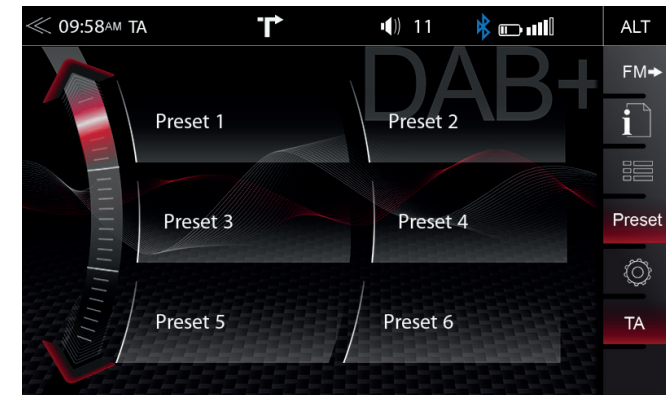 09:58AM TA 11 ALT
DAB+
FM
i
Preset 1 Preset 2
Preset 3 Preset 4
Preset
Preset 5 Preset 6
TA